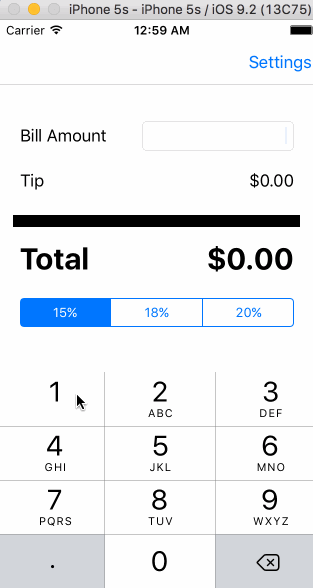 iPhone 5s - iPhone 5s / iOS 9.2 (13C75)
Carrier 12:59 AM
Settings
Bill Amount
Tip $0.00
Total $0.00
15% 18% 20%
1 2 3
ABC DEF
4 5 6
GHI JKL MNO
7 8 9
PQRS TUV WXYZ
. 0